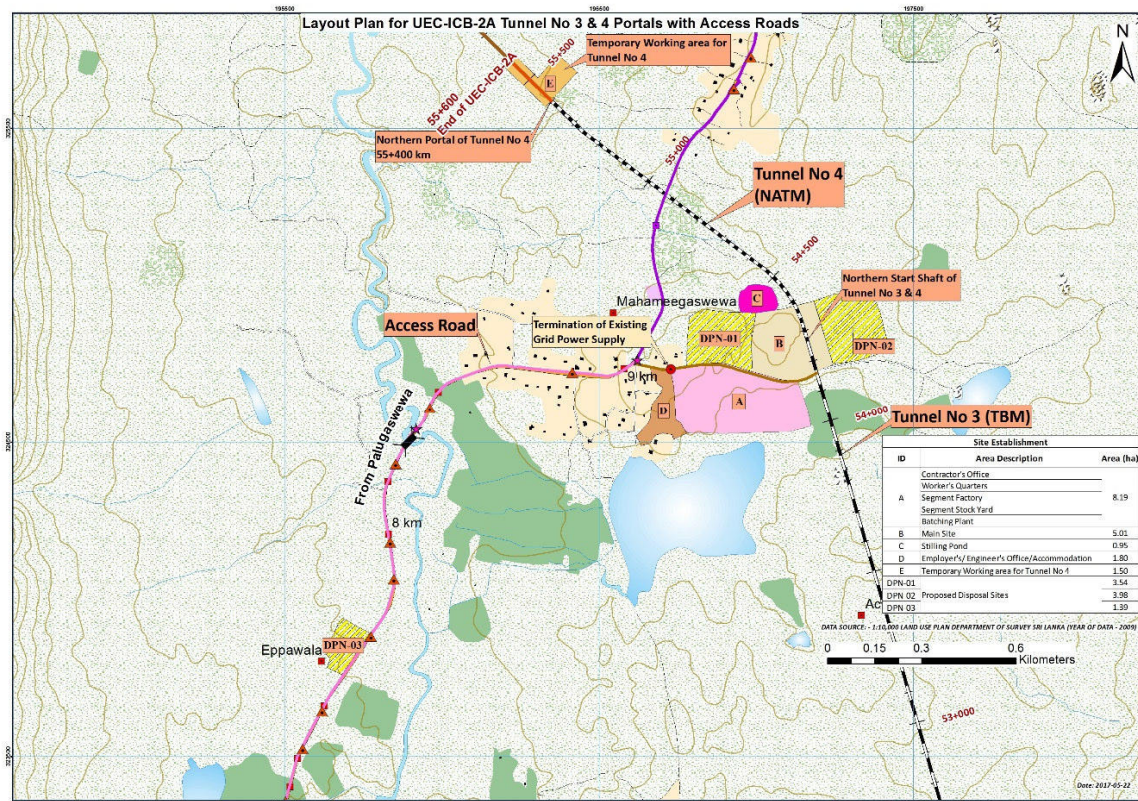 Layout Plan for UEC-ICB-2A Tunnel No 3 & 4 Portals with Access Roads
195500
196500
197500
N
Temporary Working area for
Tunnel No 4
55+500
E
55+600
End of UEC-ICB-2A
Northern Portal of Tunnel No 4
55+400 km
55+000
Tunnel No 4
(NATM)
54+500
Northern Start Shaft of
Tunnel No 3 & 4
C
Mahameegaswewa
Access Road
Termination of Existing
Grid Power Supply
DPN-01
B
DPN-02
9 km
A
D
54+000
Tunnel No 3 (TBM)
From Palugaswewa
8 km
DPN-03
Eppawala
Site Establishment
ID Area Description Area (ha)
Contractor's Office
Worker's Quarters
A Segment Factory 8.19
Segment Stock Yard
Batching Plant
B Main Site 5.01
C Stilling Pond 0.95
D Employer's/ Engineer's Office/Accommodation 1.80
E Temporary Working area for Tunnel No 4 1.50
DPN-01 3.54
DPN 02 Proposed Disposal Sites 3.98
DPN 03 1.39
Ac
DATA SOURCE: - 1:10,000 LAND USE PLAN DEPARTMENT OF SURVEY SRI LANKA (YEAR OF DATA - 2009)
0 0.15 0.3 0.6
Kilometers
53+000
195500
196500
197500
Date: 2017-05-22